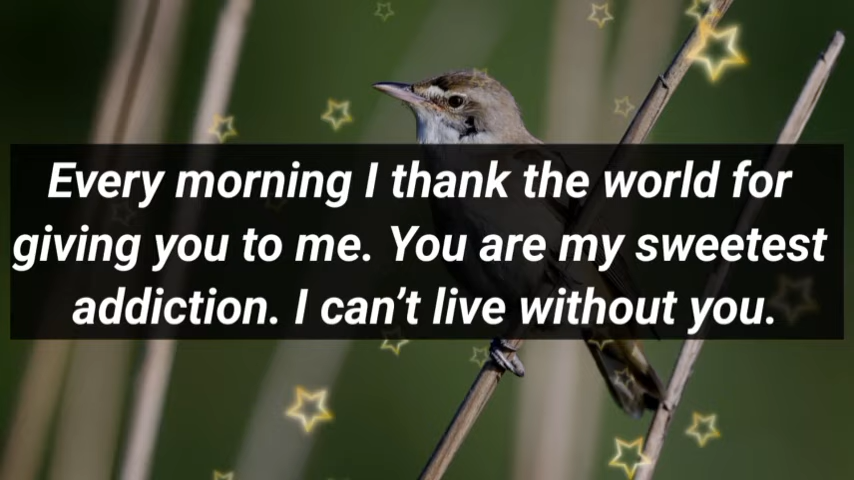 Every morning I thank the world for
giving you to me. You are my sweetest
addiction. I can’t live without you.